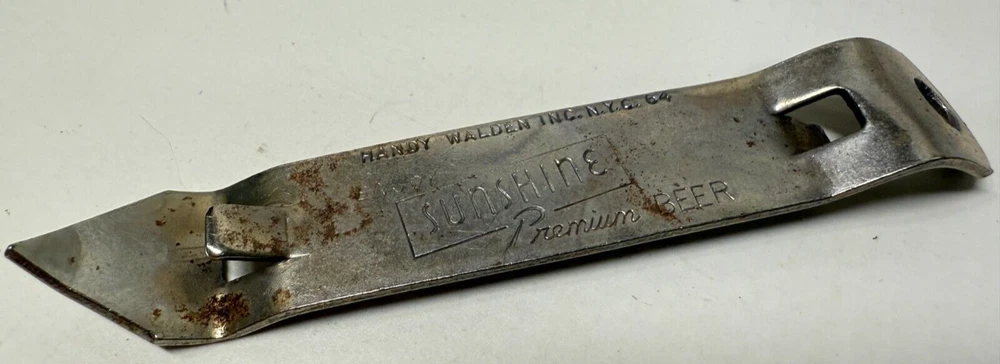 HANDY WALDEN INC. N.Y.C. 64
SUNSHINE
Premium BEER